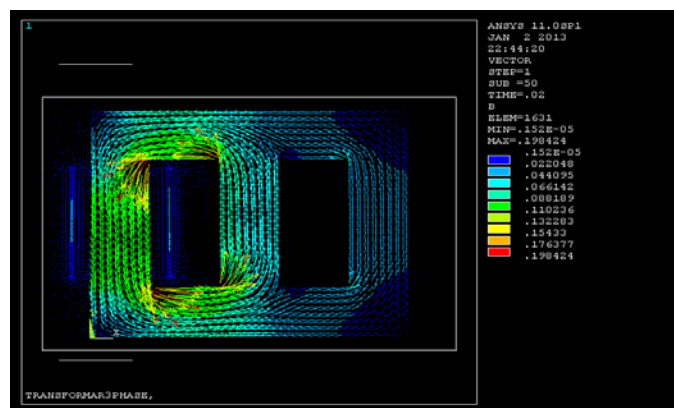 1
ANSYS 11.0SP1
JAN 2 2013
22:44:20
VECTOR
STEP=1
SUB =50
TIME=.02
B
ELEM=1631
MIN=.152E-05
MAX=.198424
.152E-05
.022048
.044095
.066142
.088189
.110236
.132283
.15433
.176377
.198424
X
TRANSFORMAR3PHASE,